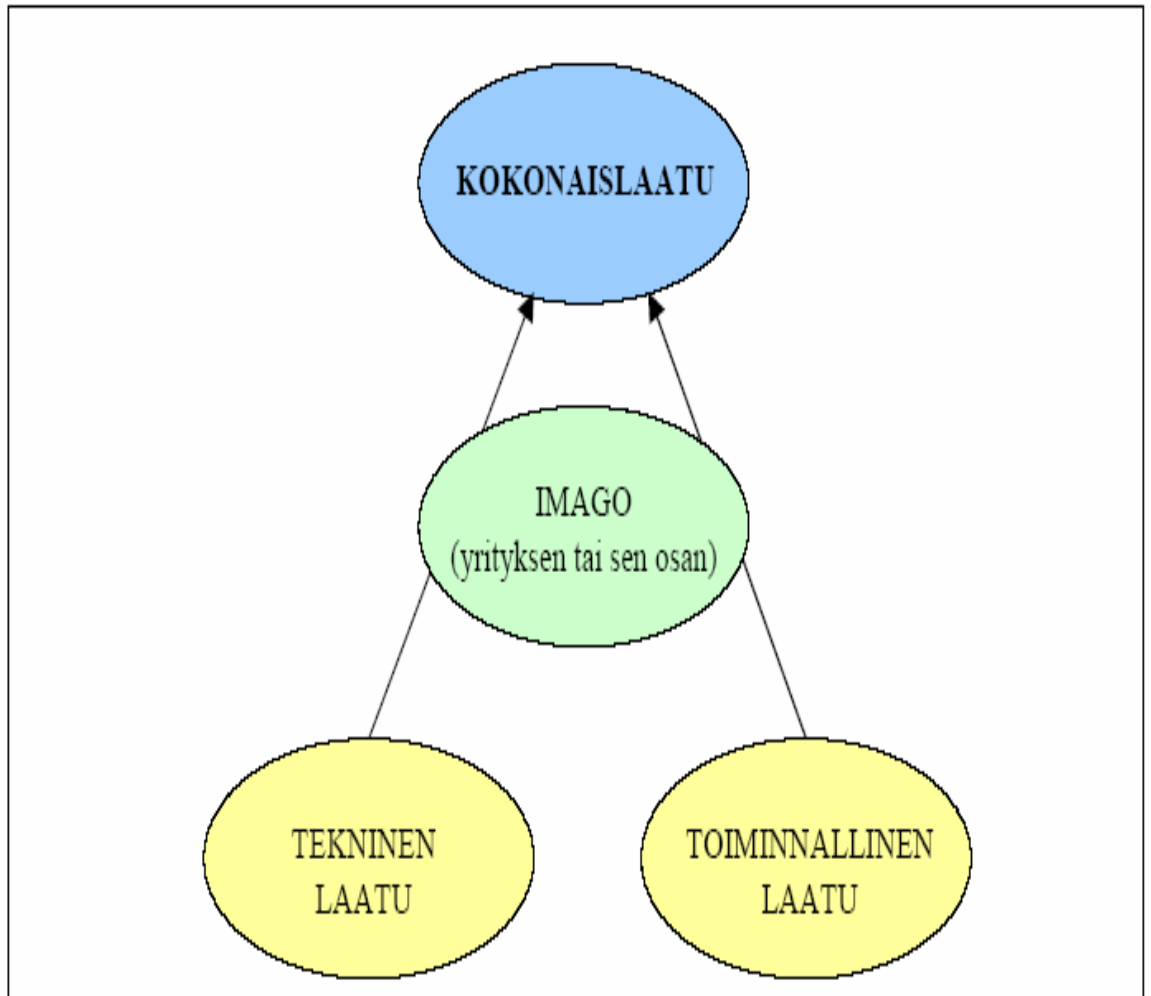 KOKONAISLAATU
IMAGO
(yrityksen tai sen osan)
TEKNINEN
LAATU
TOIMINNALLINEN
LAATU